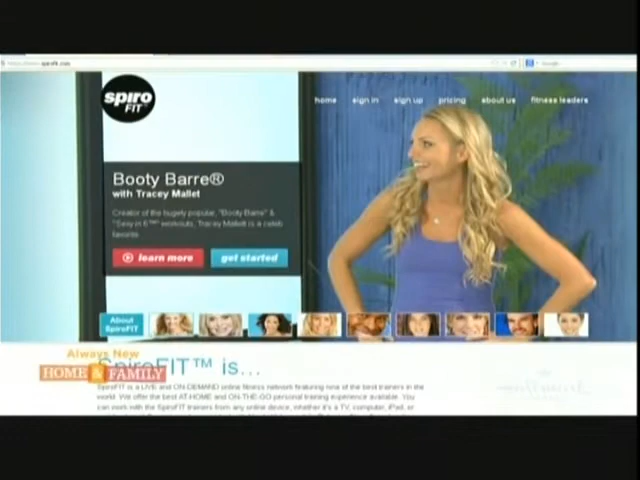 spirofit.com
spiro
FIT
home sign in sign up pricing about us fitness leaders
Booty Barre®
with Tracey Mallet
Creator of the hugely popular, "Booty Barre" &
"Sexy in 6™" workouts, Tracey Mallett is a celeb
favorite.
learn more get started
About
SpiroFIT
SpiroFIT™ is...
Always New
HOME & FAMILY
SpiroFIT is a LIVE and ON-DEMAND online fitness network featuring nine of the best trainers in the
world. We offer the best AT-HOME and ON-THE-GO personal training experience available. You
can work with the SpiroFIT trainers from any online device, whether it's a TV, computer, iPad, or